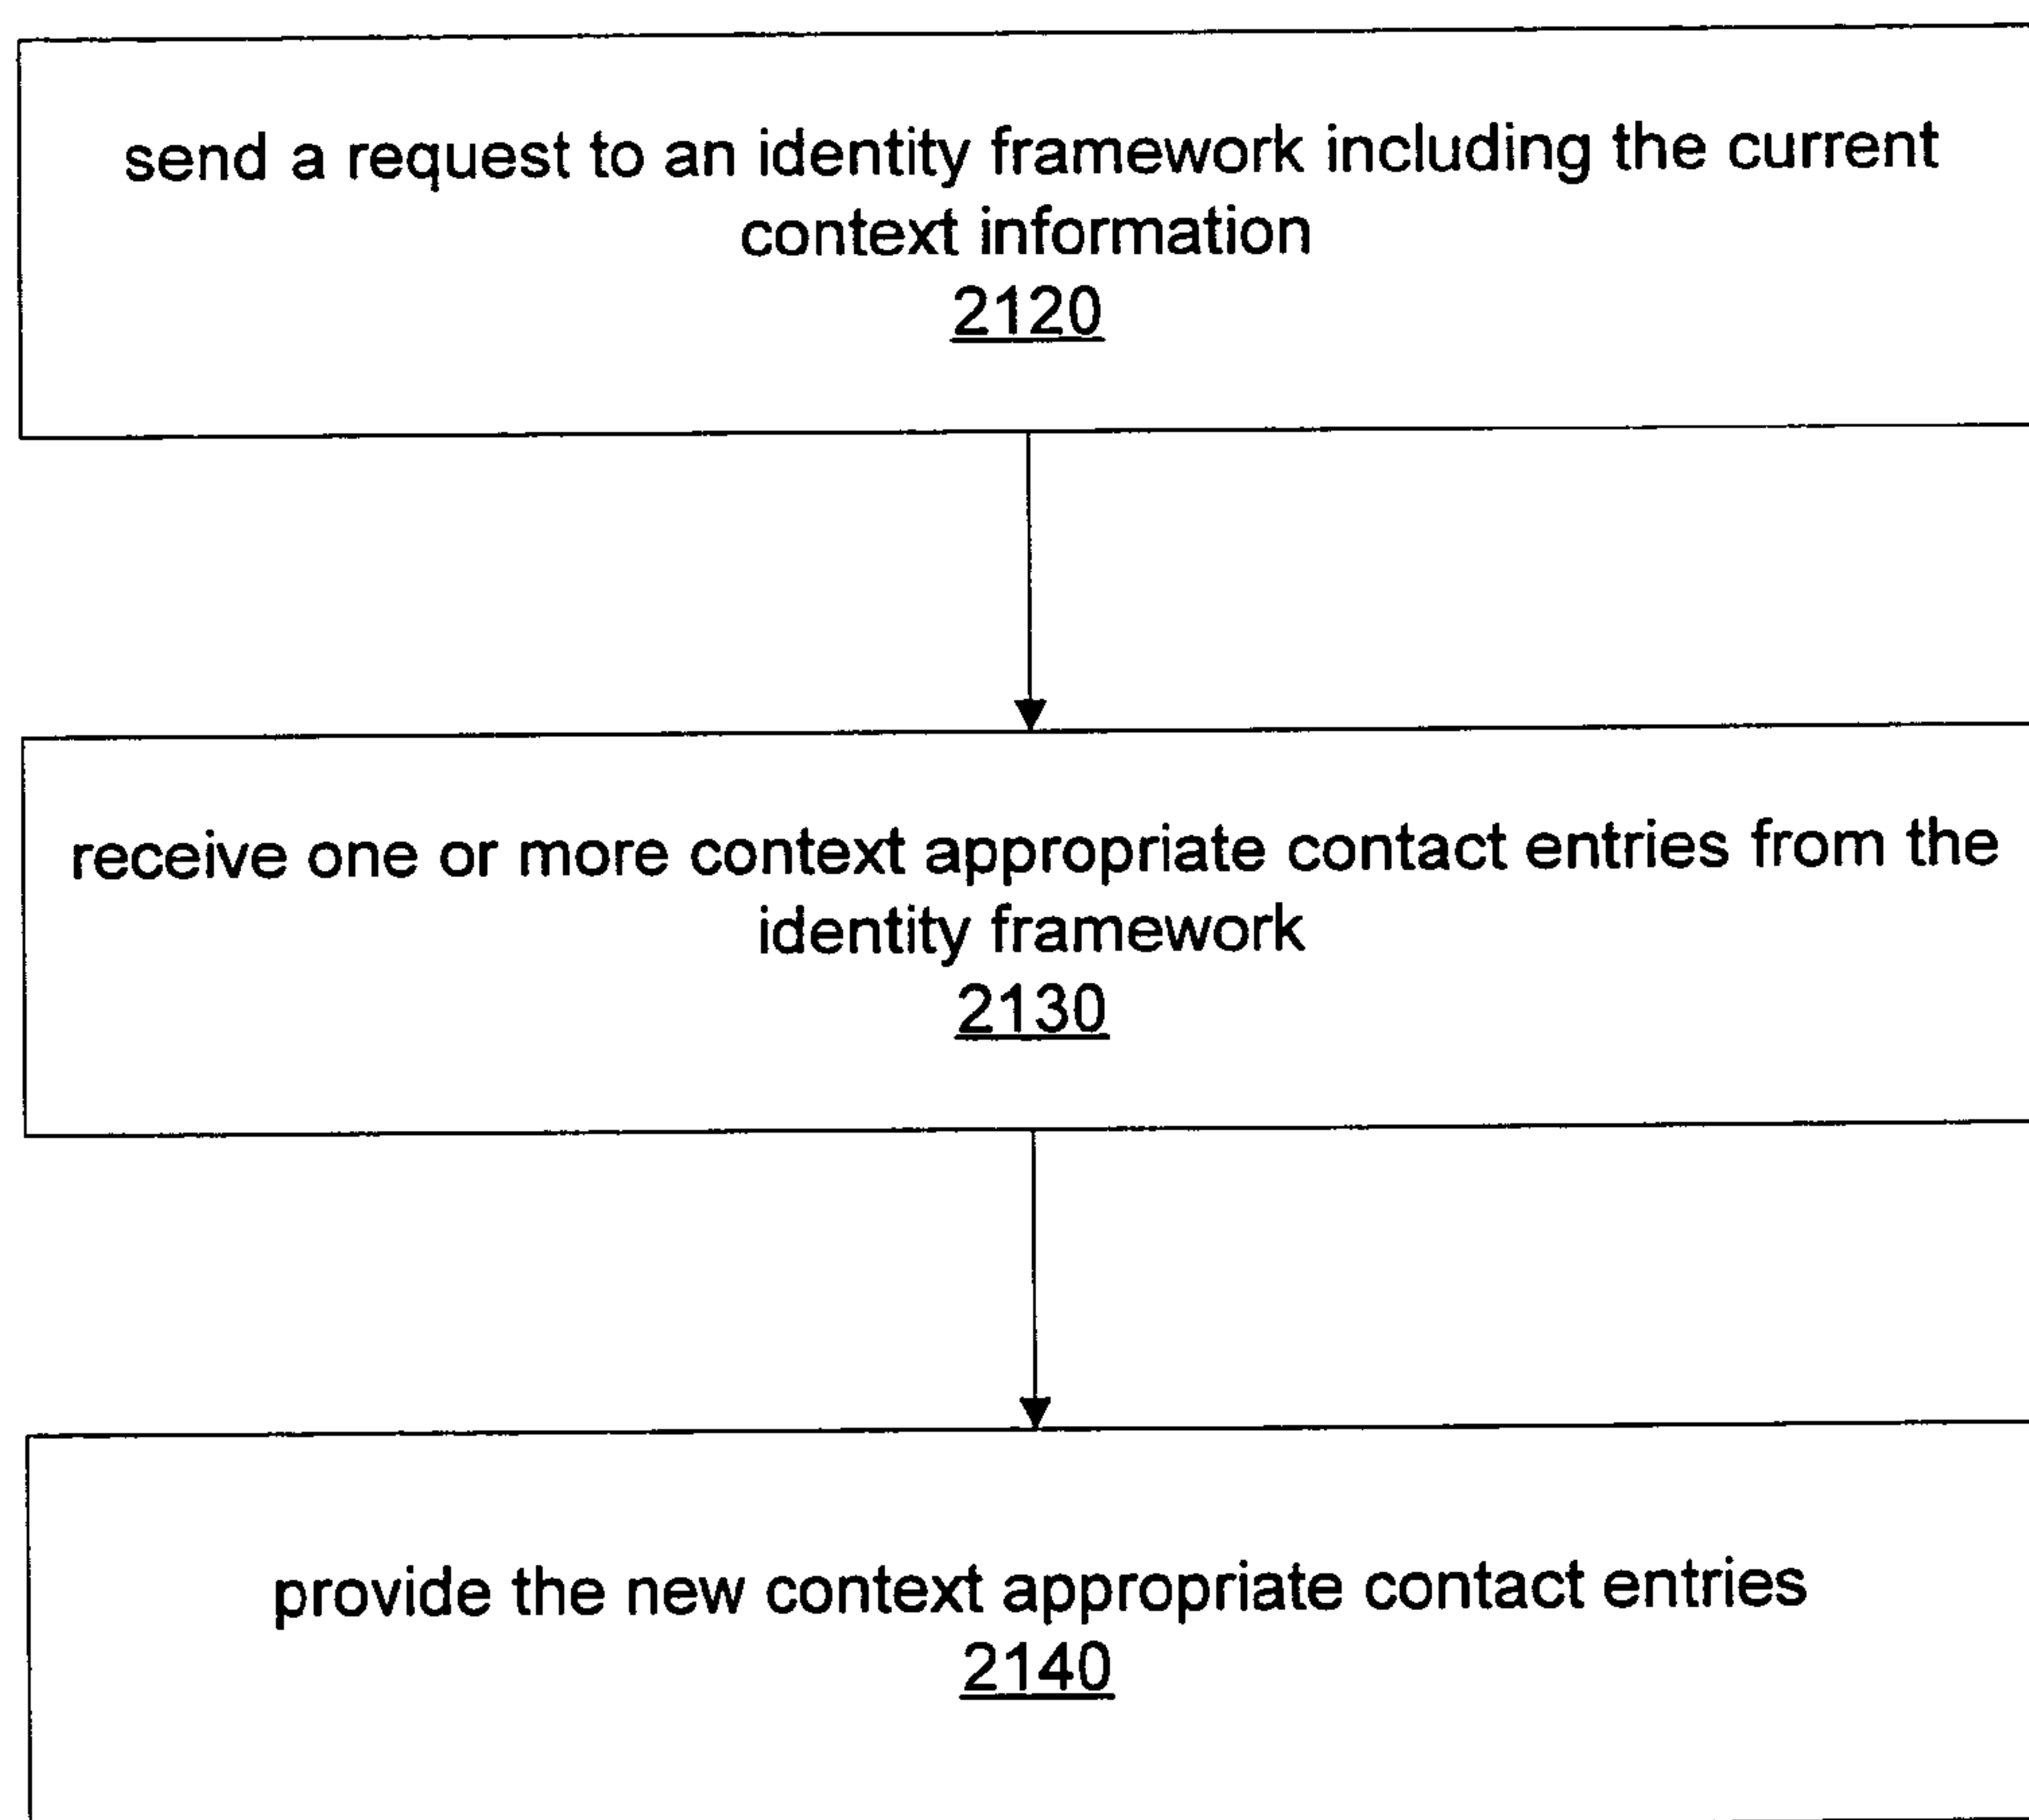 send a request to an identity framework including the current
context information
2120
receive one or more context appropriate contact entries from the
identity framework
2130
provide the new context appropriate contact entries
2140